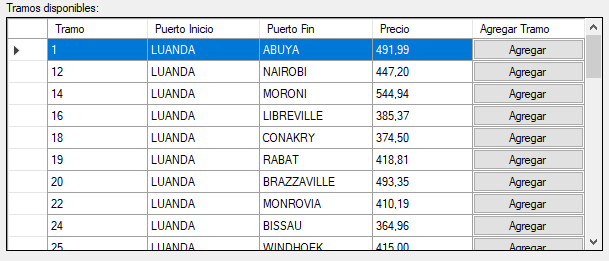 Tramos disponibles:
Tramo Puerto Inicio Puerto Fin Precio Agregar Tramo
1 LUANDA ABUYA 491,99 Agregar
12 LUANDA NAIROBI 447,20 Agregar
14 LUANDA MORONI 544,94 Agregar
16 LUANDA LIBREVILLE 385,37 Agregar
18 LUANDA CONAKRY 374,50 Agregar
19 LUANDA RABAT 418,81 Agregar
20 LUANDA BRAZZAVILLE 493,35 Agregar
22 LUANDA MONROVIA 410,19 Agregar
24 LUANDA BISSAU 364,96 Agregar
25 LUANDA WINDHOEK 415,00 Agregar